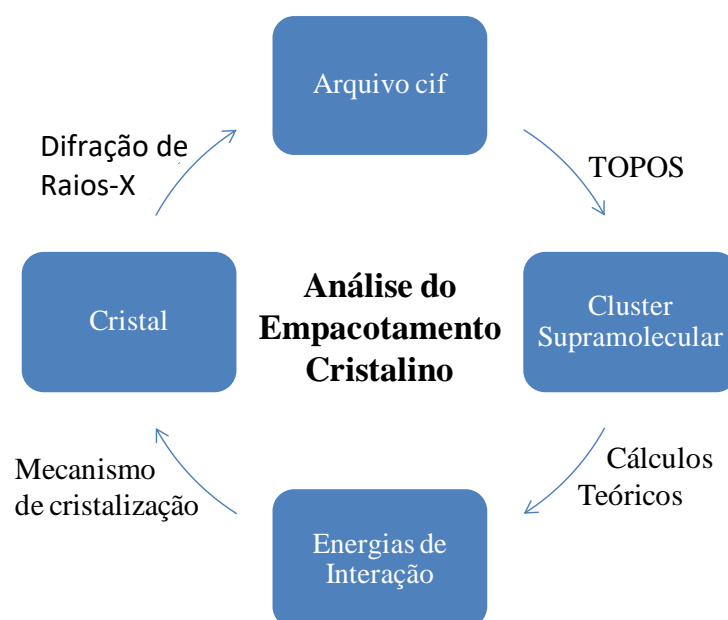 Arquivo cif
Difração de
Raios-X
TOPOS
Cristal
Análise do
Empacotamento
Cristalino
Cluster
Supramolecular
Mecanismo
de cristalização
Cálculos
Teóricos
Energias de
Interação